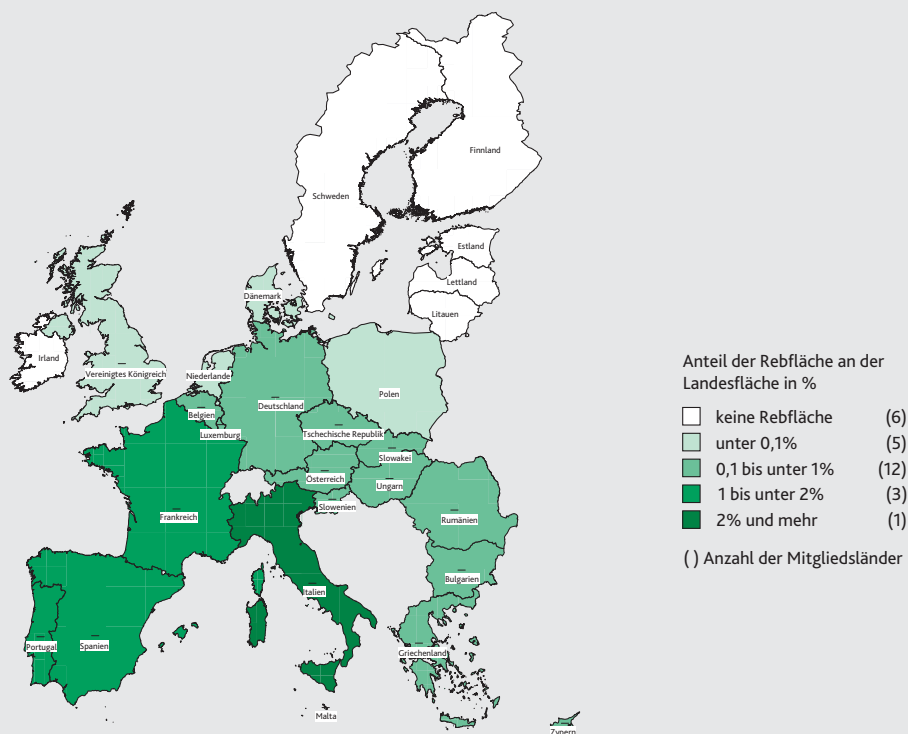 Finnland
Schweden
Estland
Lettland
Litauen
Dänemark
Irland
Vereinigtes Königreich
Niederlande
Polen
Deutschland
Belgien
Luxemburg
Tschechische Republik
Slowakei
Österreich
Ungarn
Slowenien
Frankreich
Rumänien
Bulgarien
Italien
Portugal
Spanien
Griechenland
Malta
Zypern
Anteil der Rebfläche an der
Landesfläche in %
keine Rebfläche (6)
unter 0,1% (5)
0,1 bis unter 1% (12)
1 bis unter 2% (3)
2% und mehr (1)
( ) Anzahl der Mitgliedsländer